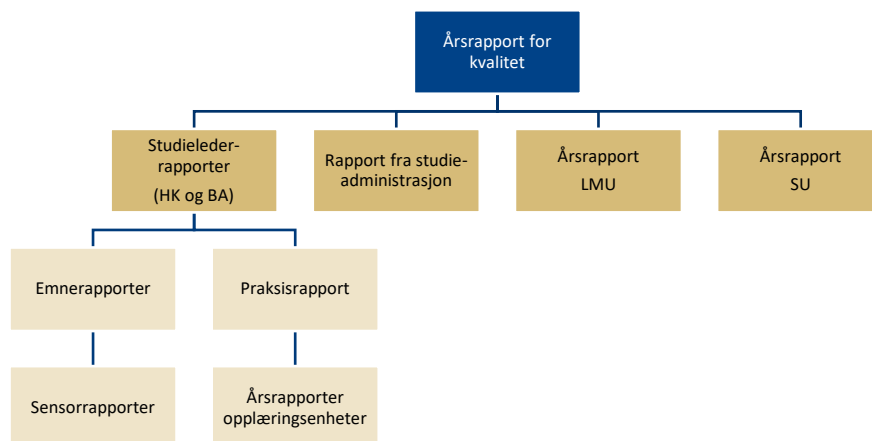 Årsrapport for
kvalitet
Studieleder-
rapporter
(HK og BA)
Rapport fra studie-
administrasjon
Årsrapport
LMU
Årsrapport
SU
Emnerapporter
Praksisrapport
Sensorrapporter
Årsrapporter
opplæringsenheter